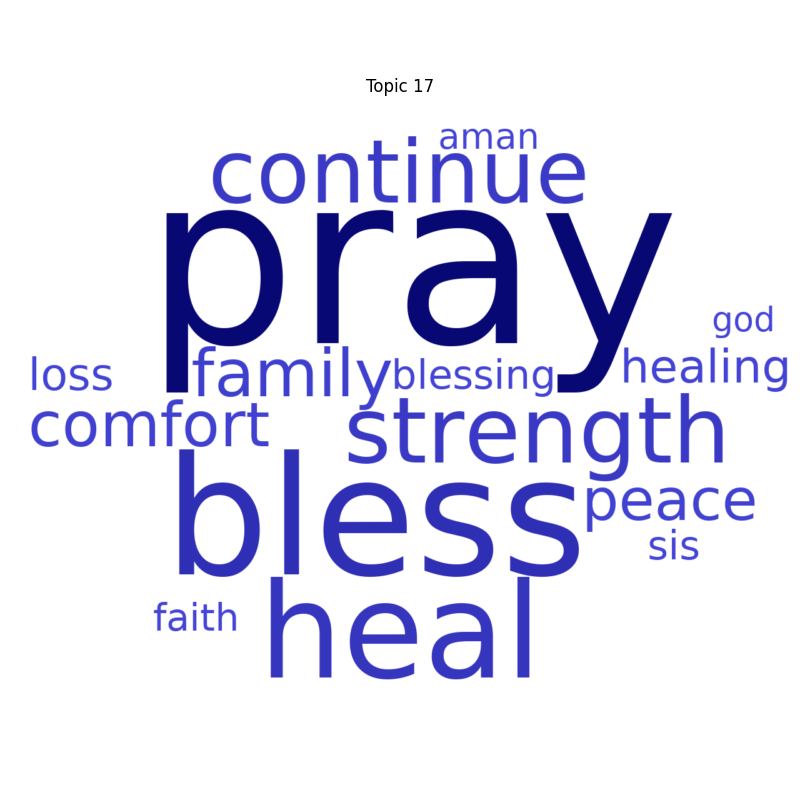 Topic 17
aman
continue
pray
god
loss
family
blessing
healing
comfort
strength
bless
peace
sis
faith
heal